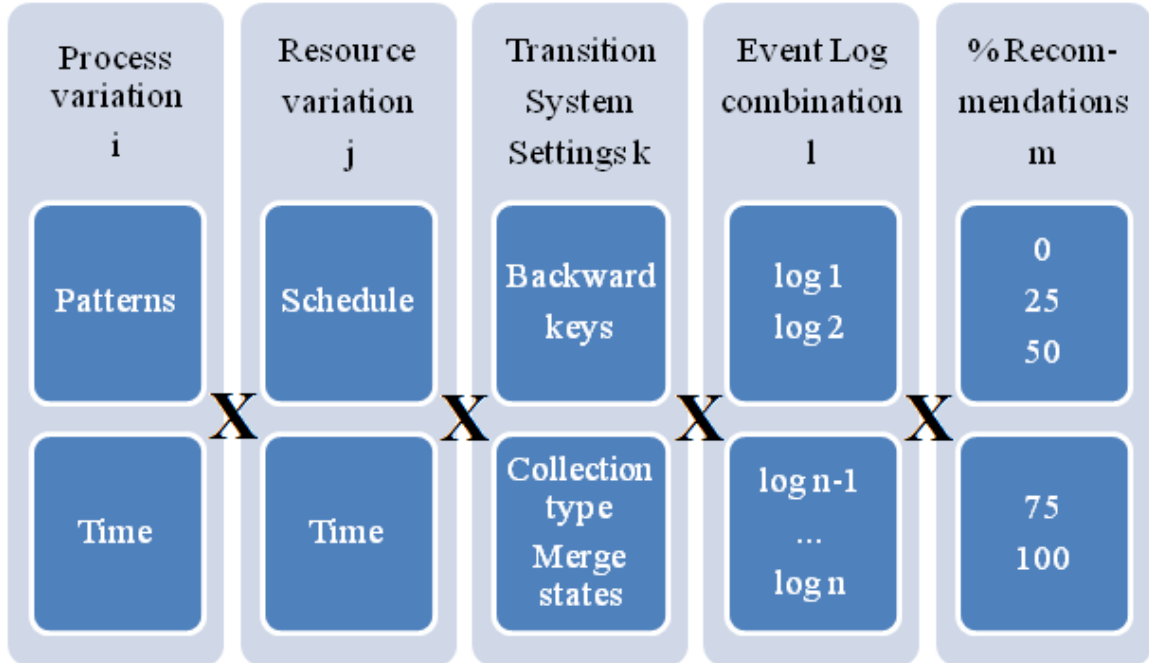 Process
variation
i
Patterns
Time
X
Resource
variation
j
Schedule
Time
X
Transition
System
Settings k
Backward
keys
Collection
type
Merge
states
X
Event Log
combination
l
log 1
log 2
log n-1
...
log n
X
% Recom-
mendations
m
0
25
50
75
100